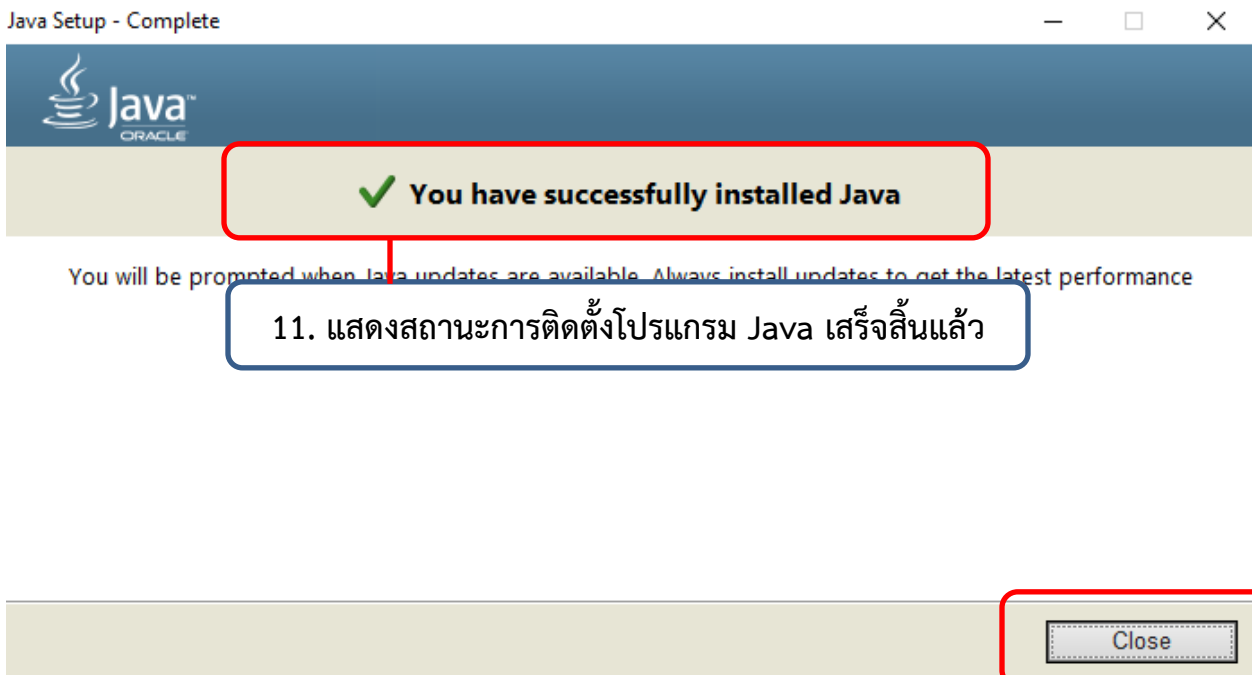 Java Setup - Complete
Java™
ORACLE
You have successfully installed Java
You will be prompted when Java updates are available. Always install updates to get the latest performance
11. แสดงสถานะการติดตั้งโปรแกรม Java เสร็จสิ้นแล้ว
Close